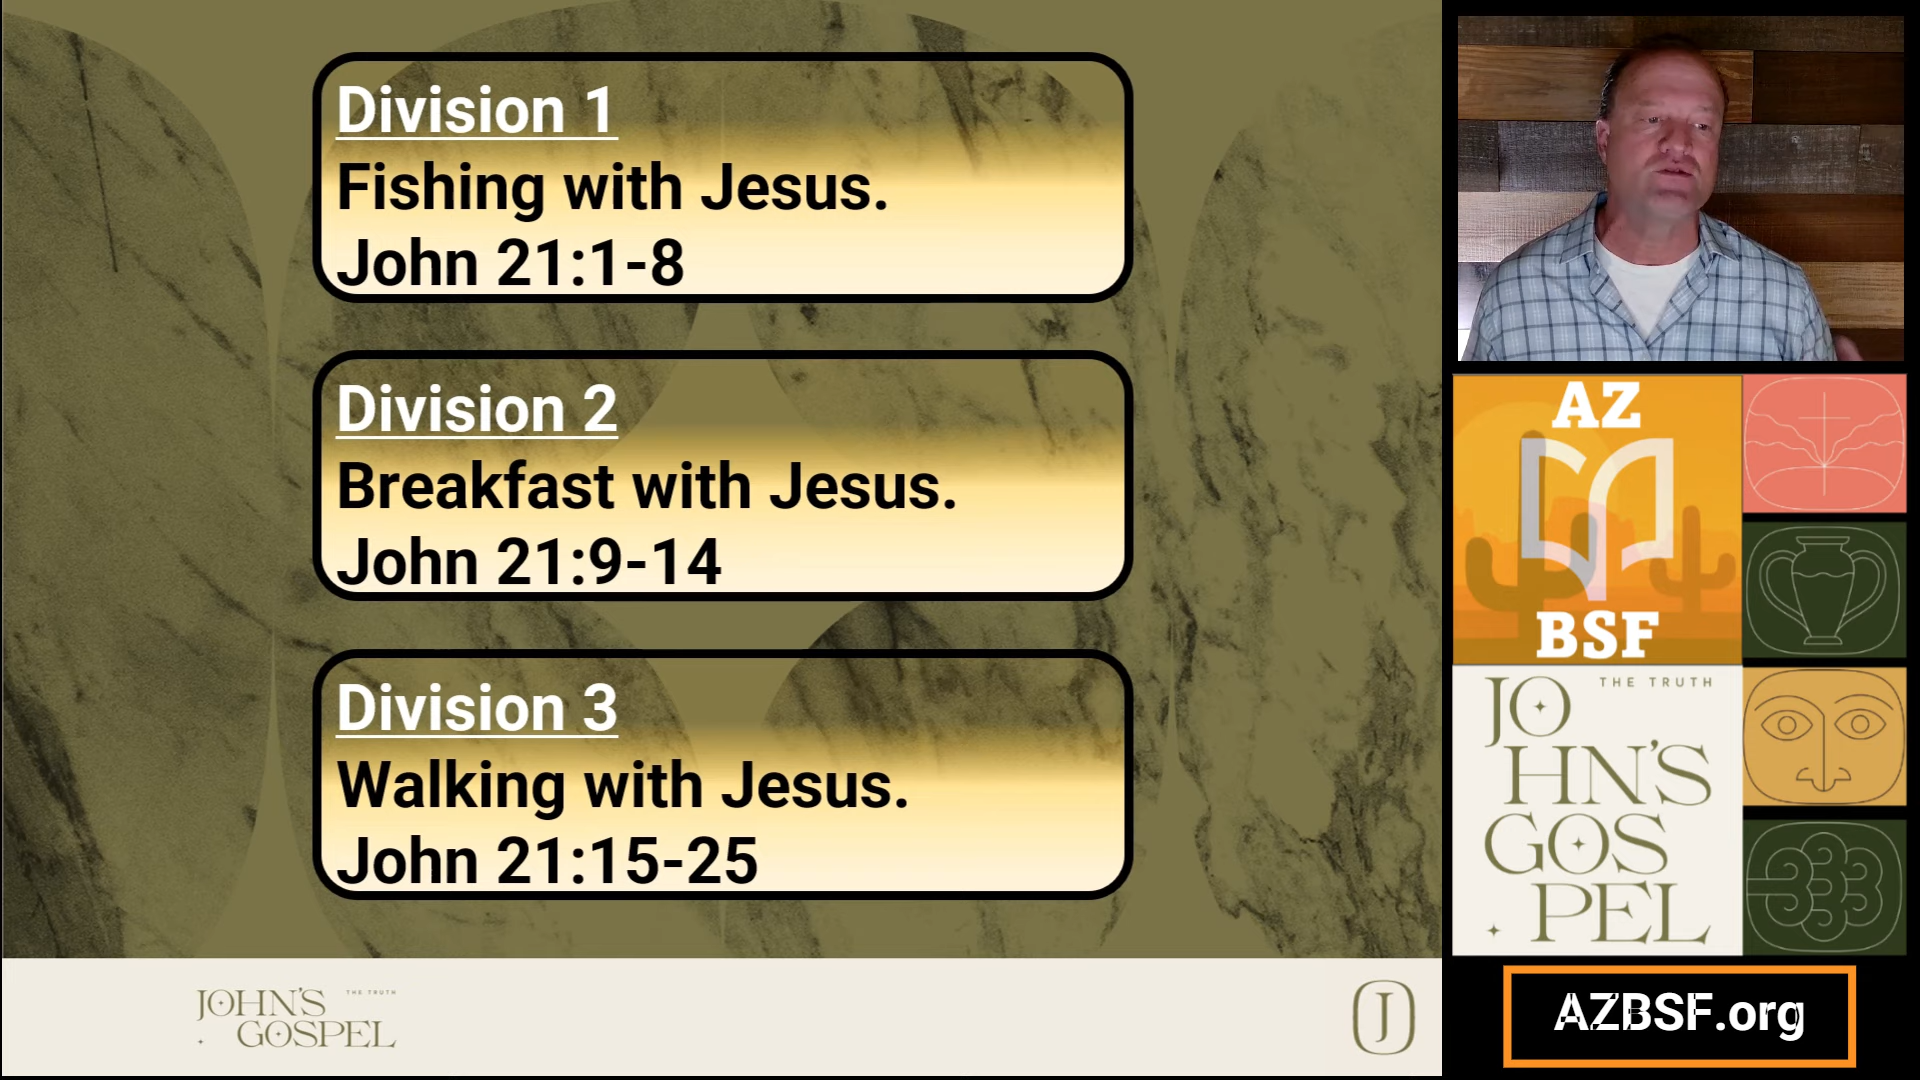 Division 1
Fishing with Jesus.
John 21:1-8
Division 2
Breakfast with Jesus.
John 21:9-14
Division 3
Walking with Jesus.
John 21:15-25
JOHN'S THE TRUTH
GOSPEL
J
AZ
BSF
THE TRUTH
JO
HN'S
GOS
PEL
AZBSF.org